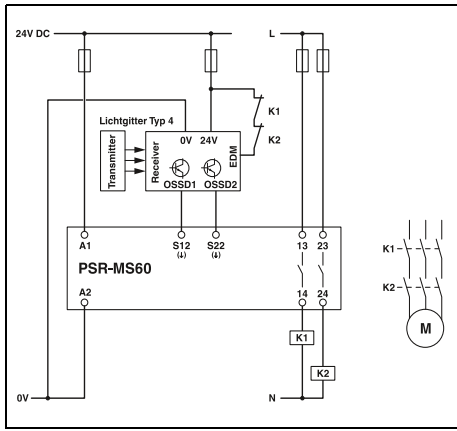 24V DC
L
Lichtgitter Typ 4
K1
K2
Transmitter
Receiver
0V 24V
EDM
OSSD1 OSSD2
A1 S12 S22 13 23
(↓) (↓)
PSR-MS60
A2 14 24
K1
K2
0V
N
K1
K2
M